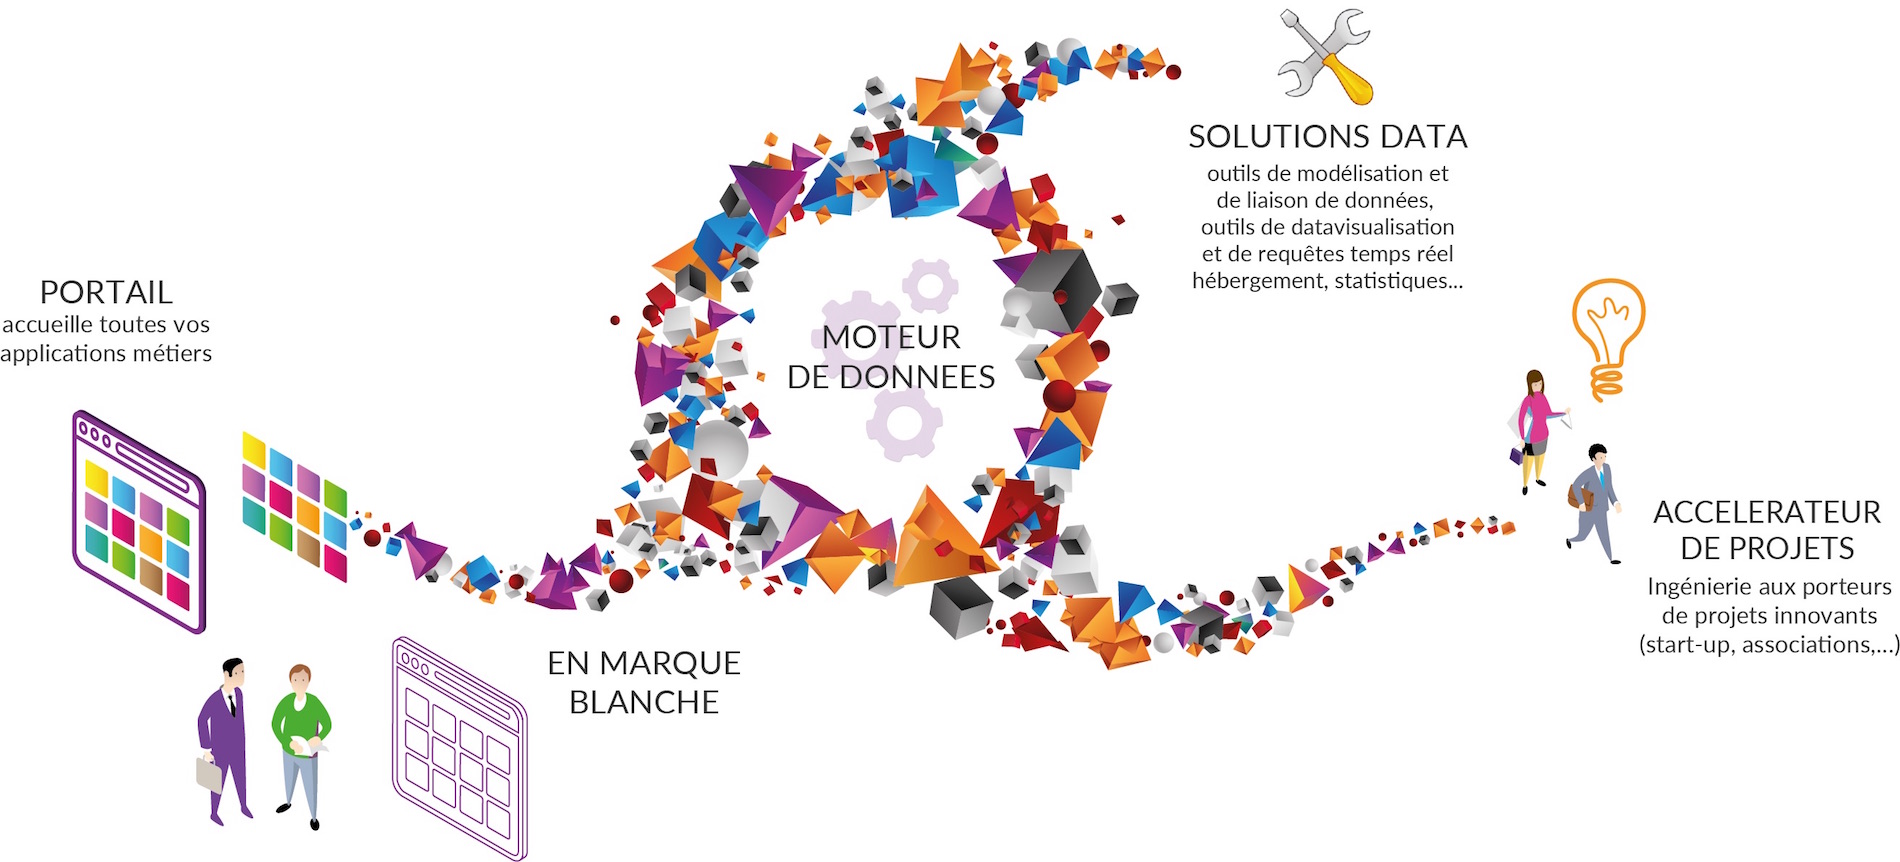 SOLUTIONS DATA
outils de modélisation et
de liaison de données,
outils de datavisualisation
et de requêtes temps réel
hébergement, statistiques...
PORTAIL
accueille toutes vos
applications métiers
MOTEUR
DE DONNEES
ACCELERATEUR
DE PROJETS
Ingénierie aux porteurs
de projets innovants
(start-up, associations,...)
EN MARQUE
BLANCHE